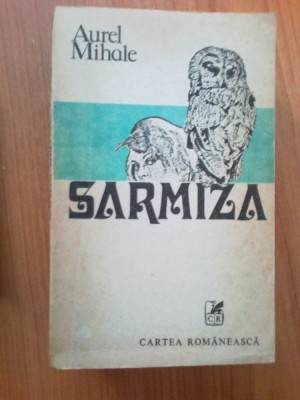 Aurel
Mihale
SARMIZA
CR
CARTEA ROMÂNEASCĂ